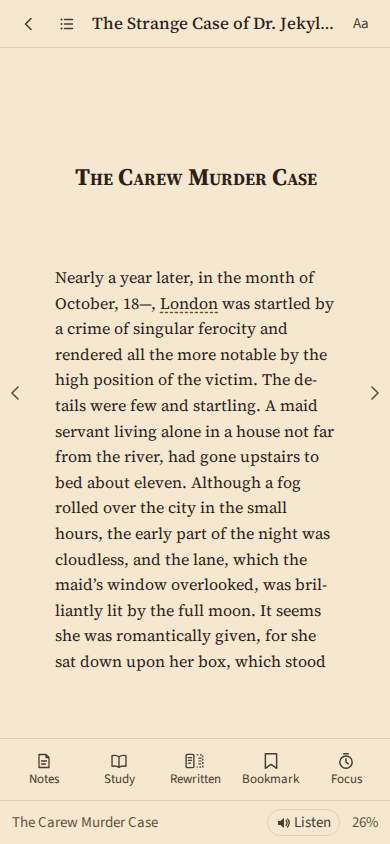 The Strange Case of Dr. Jekyl...
Aa
The Carew Murder Case
Nearly a year later, in the month of
October, 18—, London was startled by
a crime of singular ferocity and
rendered all the more notable by the
high position of the victim. The de-
tails were few and startling. A maid
servant living alone in a house not far
from the river, had gone upstairs to
bed about eleven. Although a fog
rolled over the city in the small
hours, the early part of the night was
cloudless, and the lane, which the
maid’s window overlooked, was bril-
liantly lit by the full moon. It seems
she was romantically given, for she
sat down upon her box, which stood
Notes
Study
Rewritten
Bookmark
Focus
The Carew Murder Case
Listen
26%